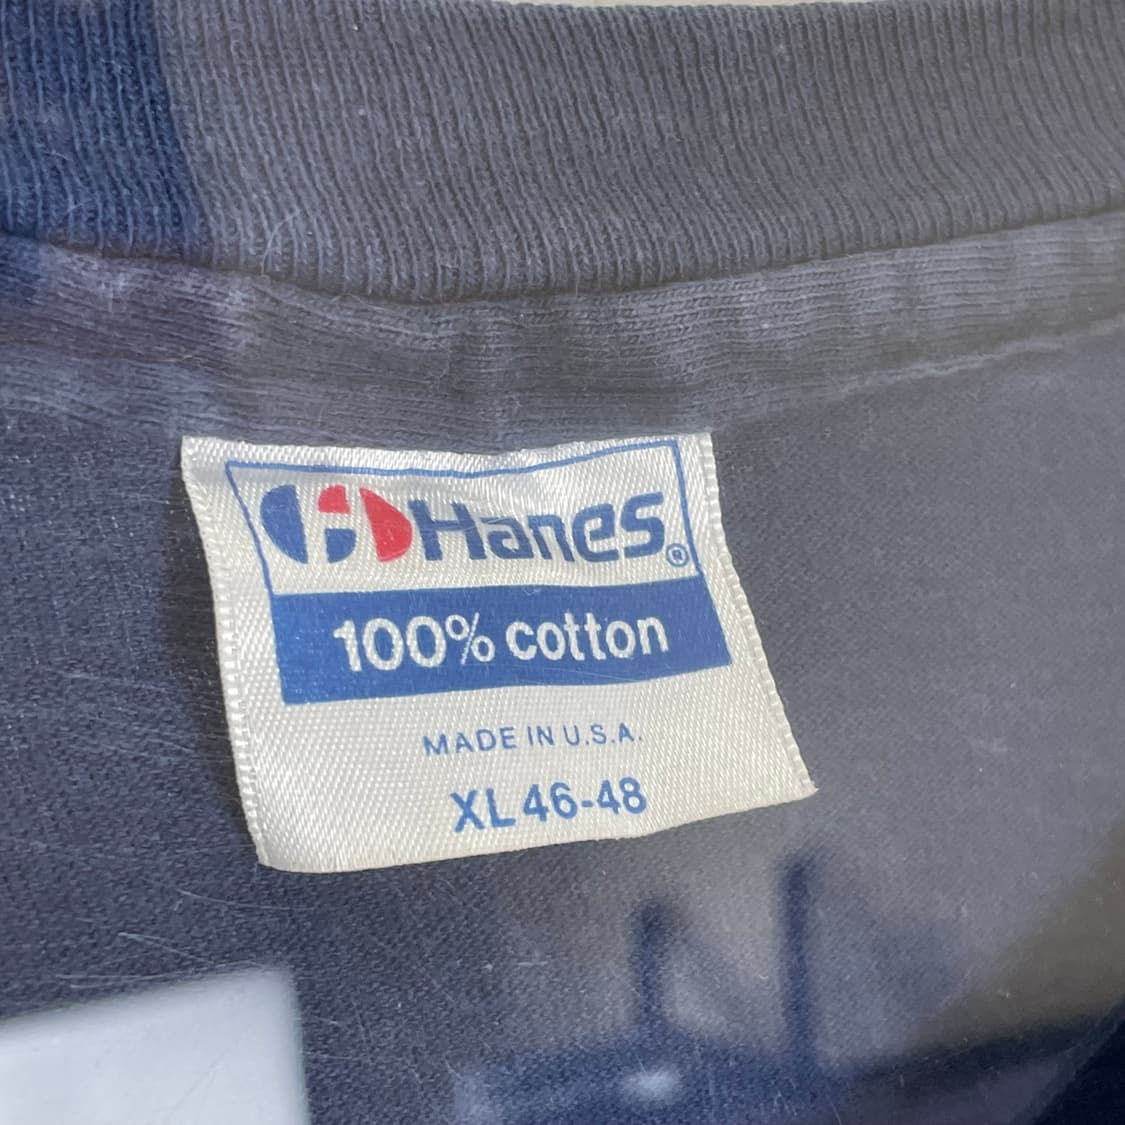 Hanes®
100% cotton
MADE IN U.S.A.
XL 46-48